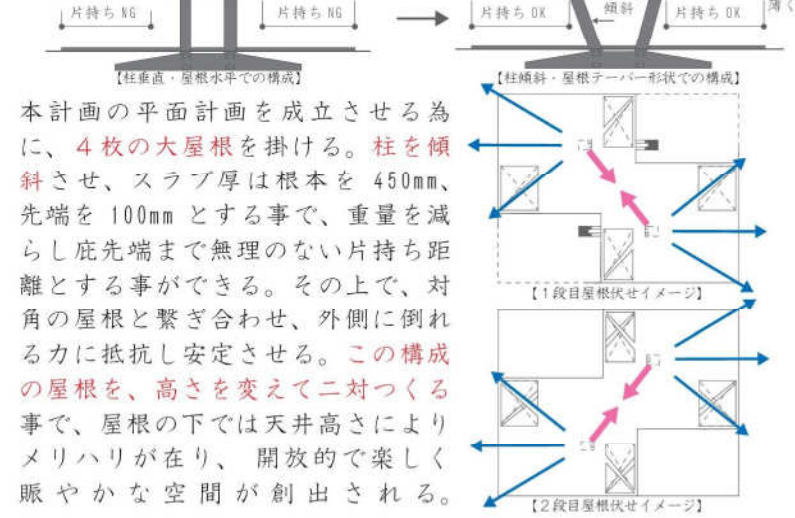 片持ちNG
片持ちNG
片持ちOK
傾斜
片持ちOK
薄く
【柱垂直・屋根水平での構成】
【柱傾斜・屋根テーパー形状での構成】
本計画の平面計画を成立させる為
に、４枚の大屋根を掛ける。柱を傾
斜させ、スラブ厚は根本を 450mm、
先端を 100mm とする事で、重量を減
らし庇先端まで無理のない片持ち距
離とする事ができる。その上で、対
角の屋根と繋ぎ合わせ、外側に倒れ
る力に抵抗し安定させる。この構成
の屋根を、高さを変えて二対つくる
事で、屋根の下では天井高さにより
メリハリが在り、 開放的で楽しく
賑やかな空間が創出される。
【1段目屋根伏せイメージ】
【2段目屋根伏せイメージ】